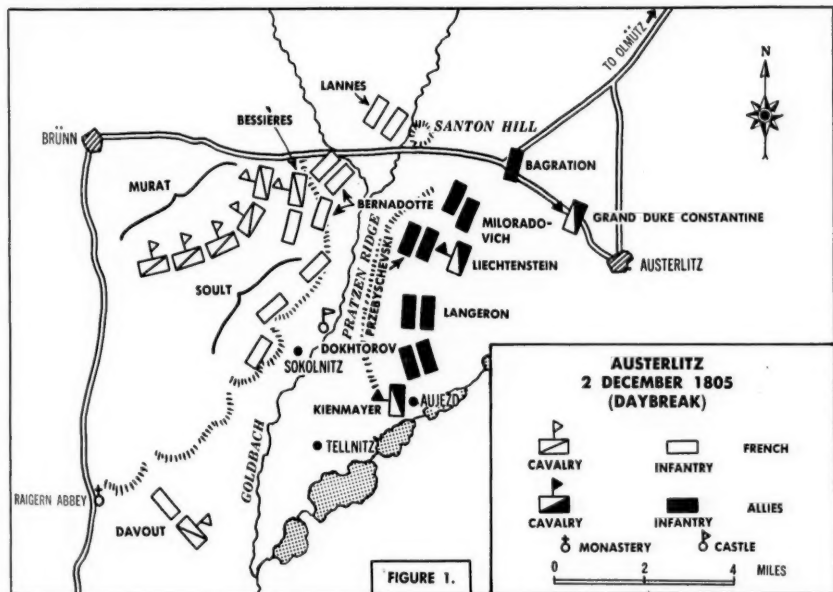 TO OLMÜTZ
N
LANNES
SANTON HILL
BESSIÈRES
BRÜNN
BAGRATION
MURAT
BERNADOTTE
GRAND DUKE CONSTANTINE
MILORADO-
VICH
PRZEBYSCHEVSKI
LIECHTENSTEIN
AUSTERLITZ
SOULT
PRATZEN RIDGE
LANGERON
DOKHTOROV
SOKOLNITZ
KIENMAYER
AUJEZD
TELLNITZ
GOLDBACH
RAIGERN ABBEY
DAVOUT
FIGURE 1.
AUSTERLITZ
2 DECEMBER 1805
(DAYBREAK)
CAVALRY INFANTRY FRENCH
CAVALRY INFANTRY ALLIES
MONASTERY CASTLE
0 2 4 MILES